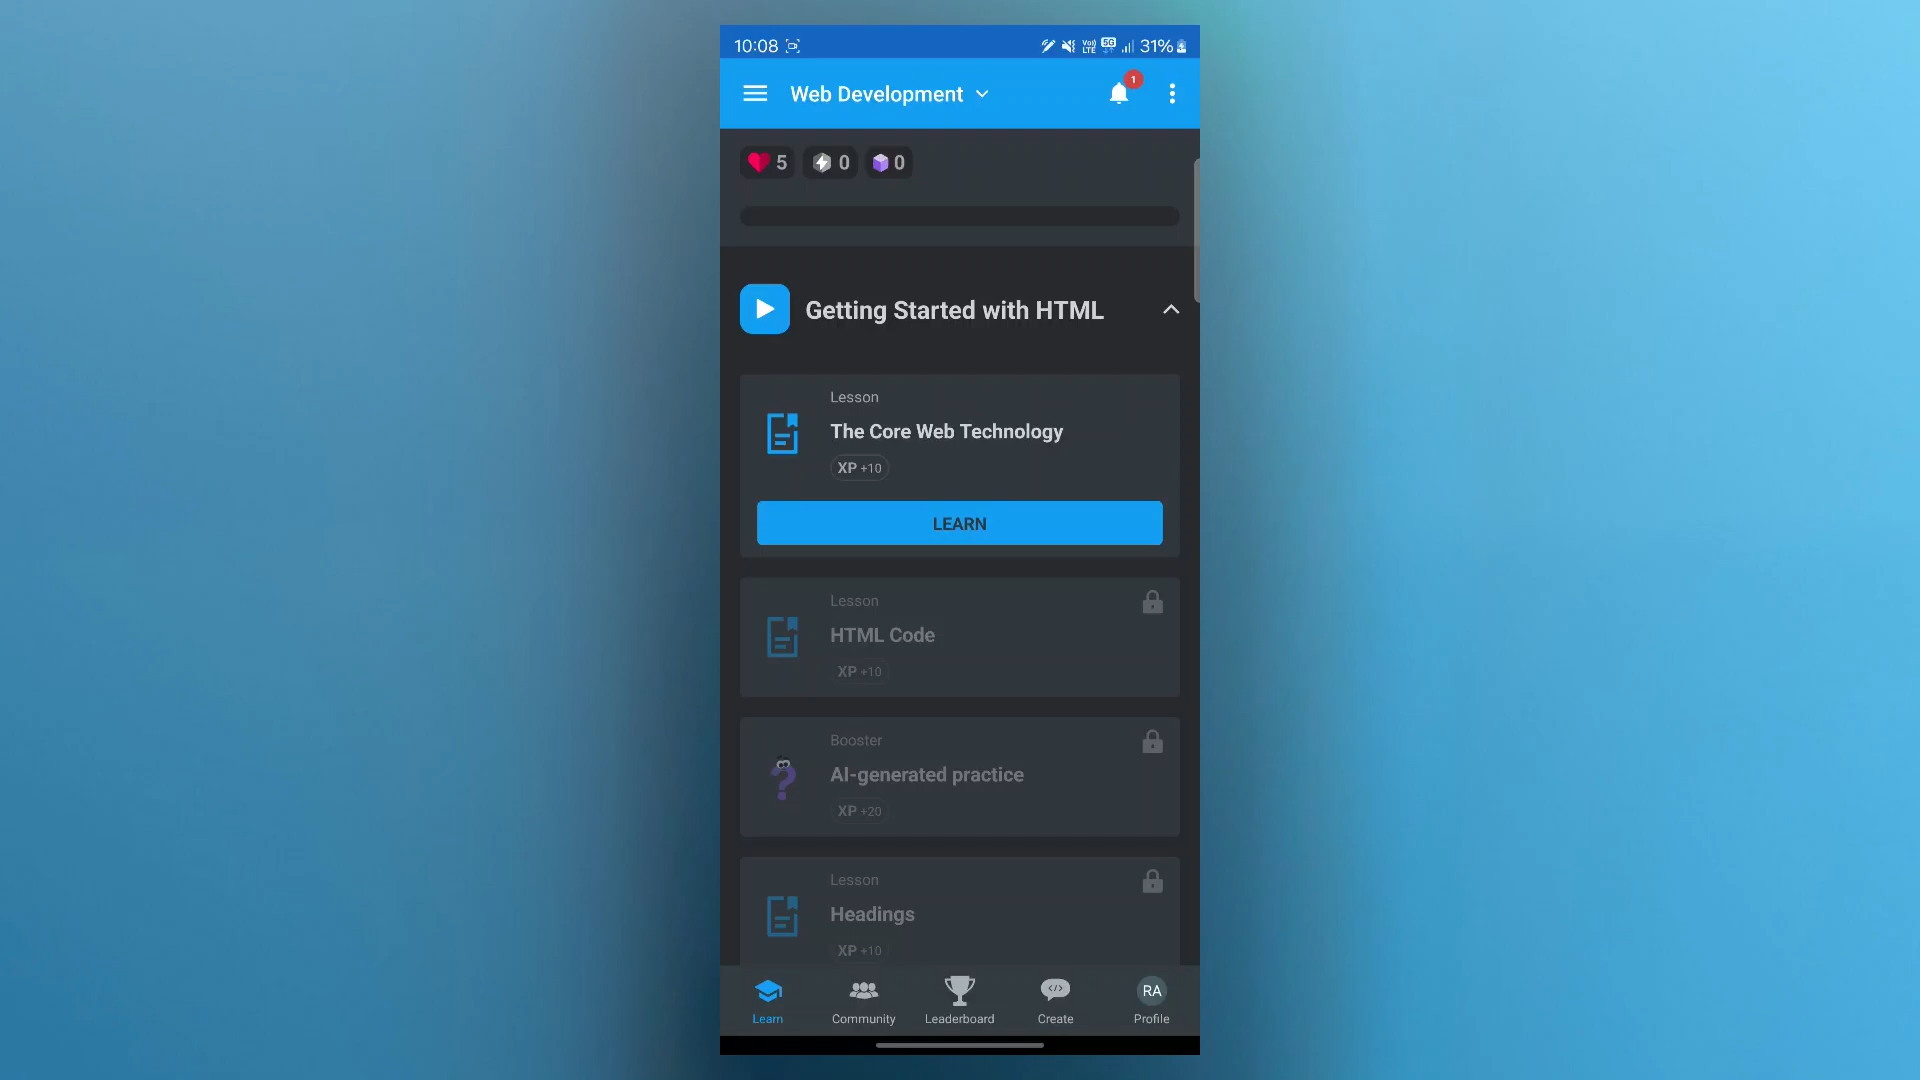 10:08 31%
Web Development
1
5 0 0
Getting Started with HTML
Lesson
The Core Web Technology
XP +10
LEARN
Lesson
HTML Code
XP +10
Booster
AI-generated practice
XP +20
Lesson
Headings
XP +10
Learn Community Leaderboard Create RA Profile